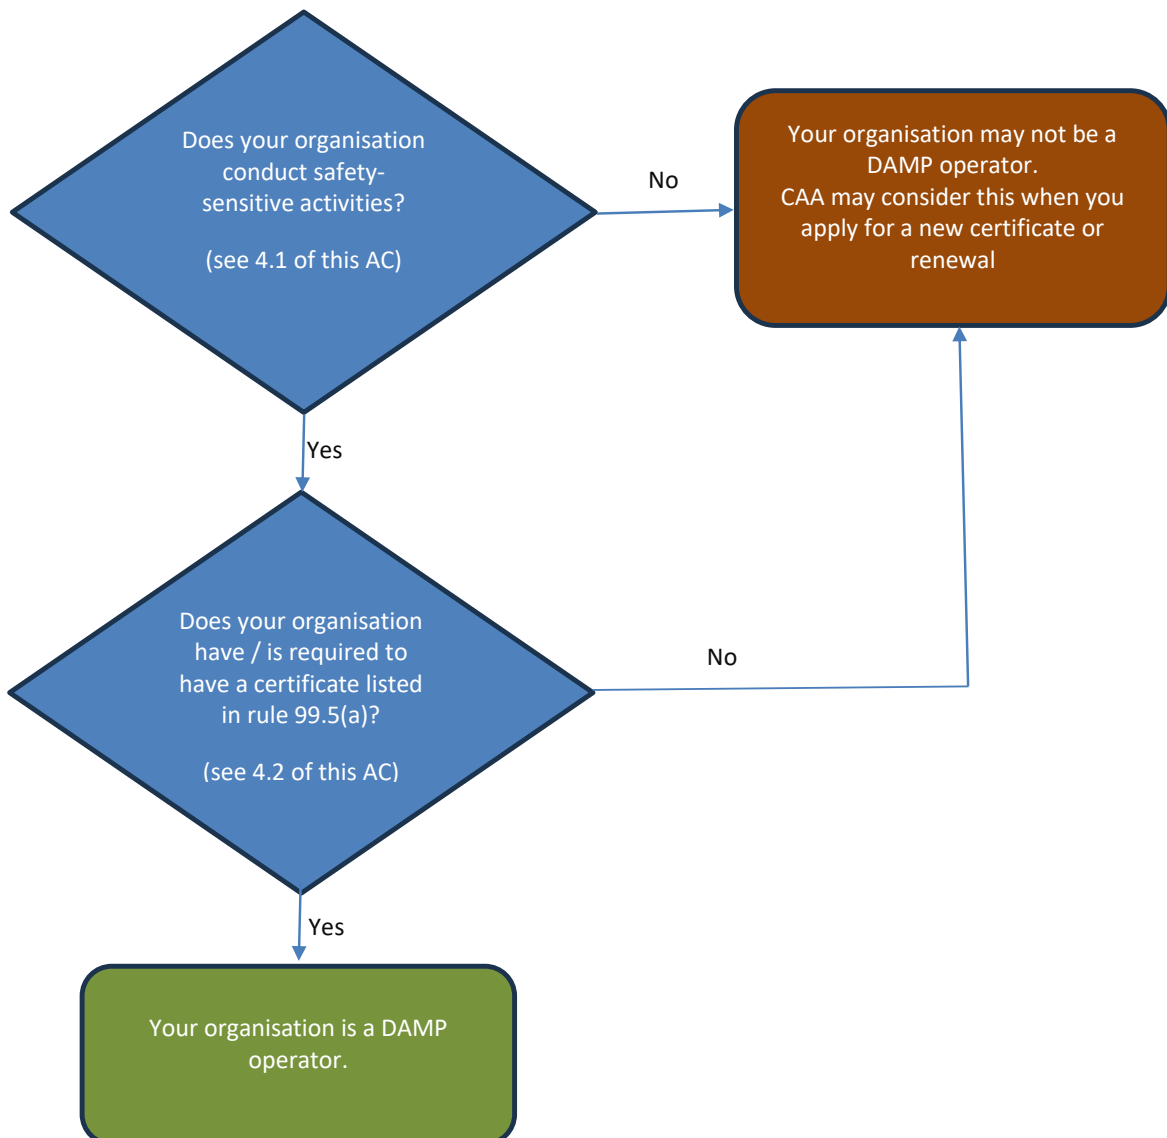 Does your organisation
conduct safety-
sensitive activities?
(see 4.1 of this AC)
No
Your organisation may not be a
DAMP operator.
CAA may consider this when you
apply for a new certificate or
renewal
Yes
Does your organisation
have / is required to
have a certificate listed
in rule 99.5(a)?
(see 4.2 of this AC)
No
Yes
Your organisation is a DAMP
operator.